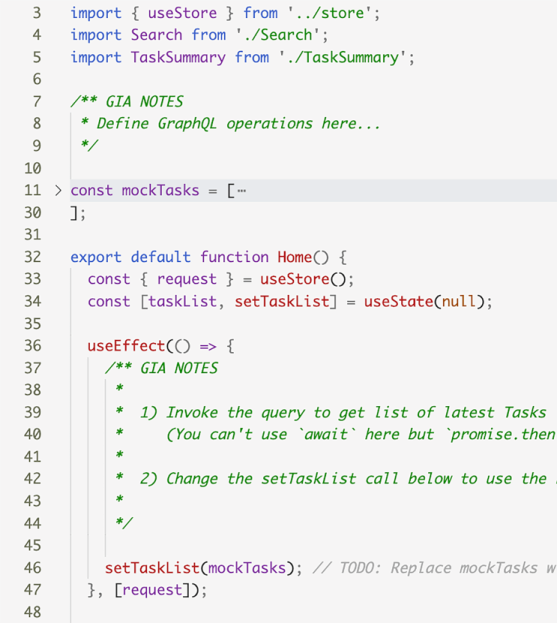 3 import { useStore } from '../store';
4 import Search from './Search';
5 import TaskSummary from './TaskSummary';
6
7 /** GIA NOTES
8 * Define GraphQL operations here...
9 */
10
11 > const mockTasks = [⋯
30 ];
31
32 export default function Home() {
33 const { request } = useStore();
34 const [taskList, setTaskList] = useState(null);
35
36 useEffect(() => {
37 /** GIA NOTES
38 *
39 * 1) Invoke the query to get list of latest Tasks
40 * (You can't use `await` here but `promise.then
41 *
42 * 2) Change the setTaskList call below to use the
43 *
44 */
45
46 setTaskList(mockTasks); // TODO: Replace mockTasks w
47 }, [request]);
48